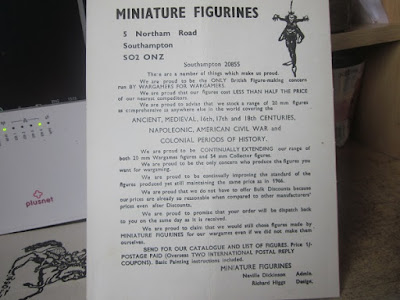 MINIATURE FIGURINES
5 Northam Road
Southampton
SO2 ONZ
Southampton 20855
There are a number of things which make us proud.
We are proud to be the ONLY British figure-making concern
run BY WARGAMERS FOR WARGAMERS.
We are proud that our figures cost LESS THAN HALF THE PRICE
of our nearest competitors
We are proud to advise that we stock a range of 20 mm figures
as comprehensive as anywhere else in the world covering the
ANCIENT, MEDIEVAL, 16th, 17th and 18th CENTURIES,
NAPOLEONIC, AMERICAN CIVIL WAR and
COLONIAL PERIODS OF HISTORY.
We are proud to be CONTINUALLY EXTENDING our range of
both 20 mm Wargames figures and 54 mm Collector figures.
We are proud to be the only concern who produce the figures you
want for wargaming.
We are proud to be continually improving the standard of the
figures produced yet still maintaining the same price as in 1966.
We are proud that we do not have to offer Bulk Discounts because
our prices are already as reasonable when compared to other manufacturers'
prices even after Discounts.
We are proud to promise that your order will be dispatch back
to you on the same day as it is received.
We are proud to claim that we would still chose figures made by
MINIATURE FIGURINES for our wargames even if we did not make them
ourselves.
SEND FOR OUR CATALOGUE AND LIST OF FIGURES. Price 1/-
POSTAGE PAID (Overseas TWO INTERNATIONAL POSTAL REPLY
COUPONS). Basic Painting instructions included.
MINIATURE FIGURINES
Neville Dickinson Admin.
Richard Higgs Design.
plusnet